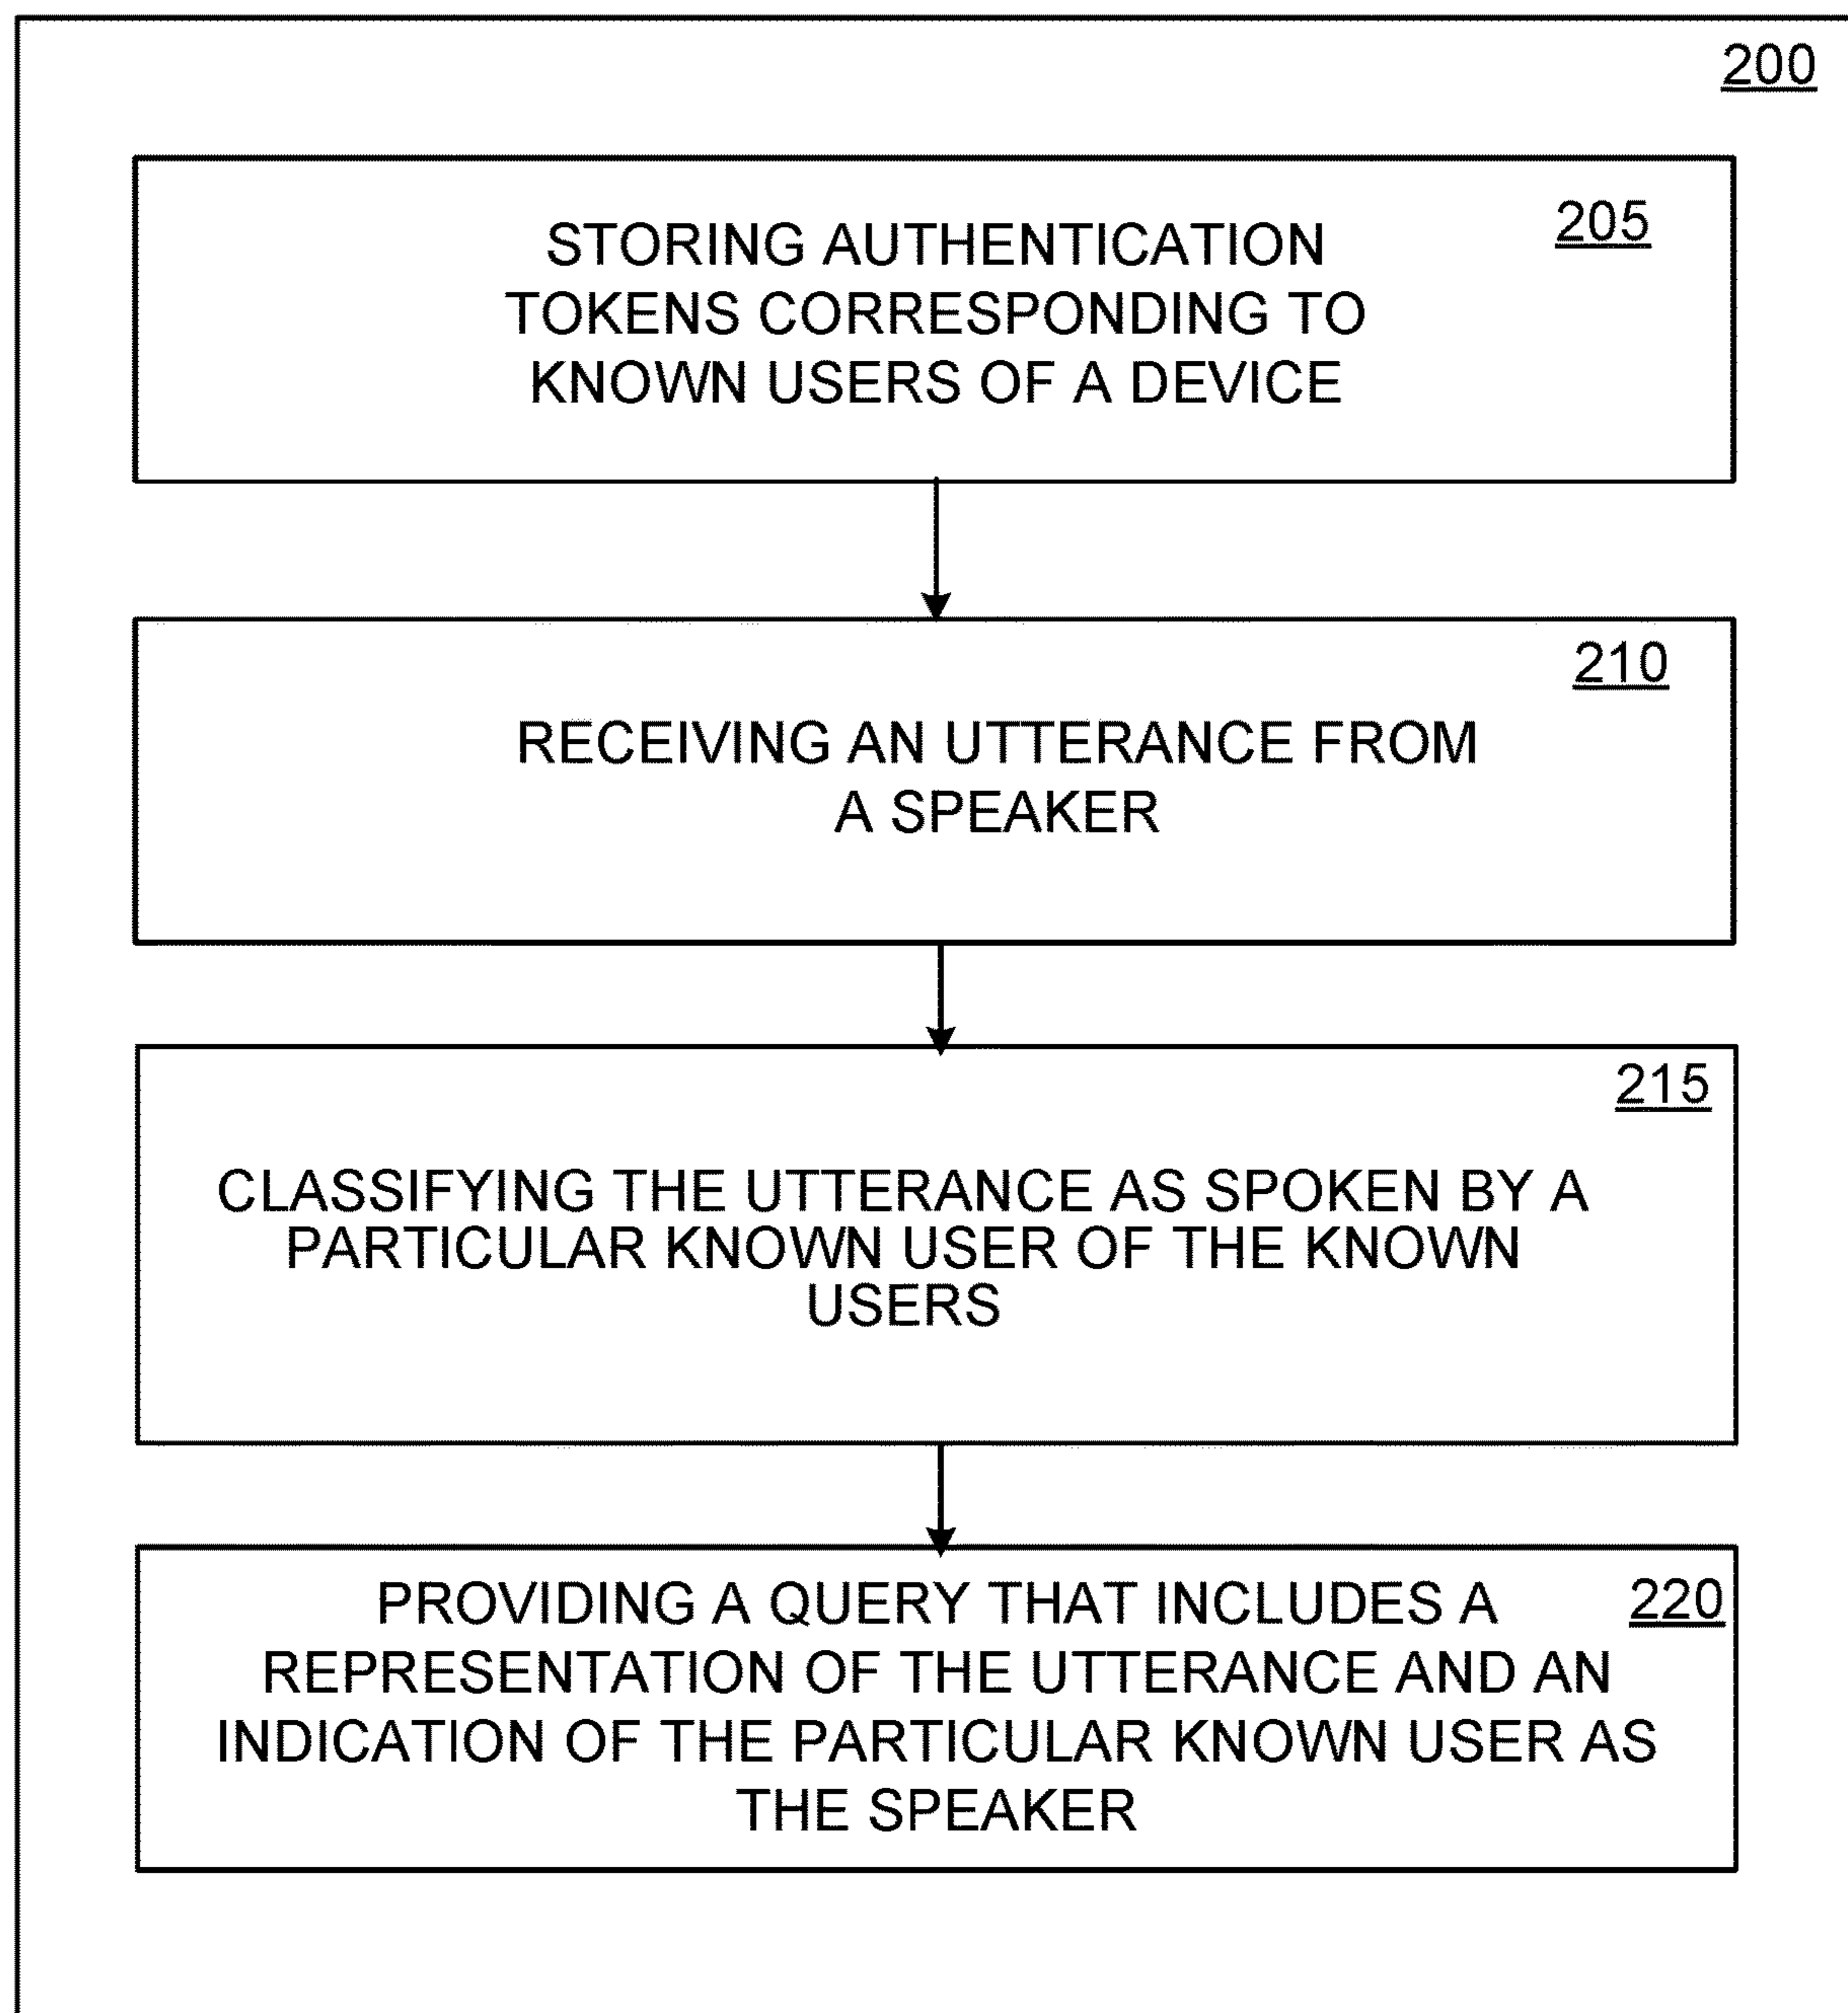 200
205
STORING AUTHENTICATION
TOKENS CORRESPONDING TO
KNOWN USERS OF A DEVICE
210
RECEIVING AN UTTERANCE FROM
A SPEAKER
215
CLASSIFYING THE UTTERANCE AS SPOKEN BY A
PARTICULAR KNOWN USER OF THE KNOWN
USERS
220
PROVIDING A QUERY THAT INCLUDES A
REPRESENTATION OF THE UTTERANCE AND AN
INDICATION OF THE PARTICULAR KNOWN USER AS
THE SPEAKER